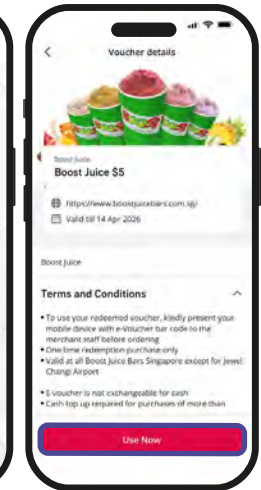 Voucher details
BOOST
Boost Juice
Boost Juice $5
https://www.boostjuicebars.com.sg/
Valid till 14 Apr 2026
Boost Juice
Terms and Conditions
• To use your redeemed voucher, kindly present your
mobile device with e-Voucher bar code to the
merchant staff before ordering
• One time redemption purchase only
• Valid at all Boost Juice Bars Singapore except for Jewel
Changi Airport
• E-voucher is not exchangeable for cash
• Cash top up required for purchases of more than
Use Now